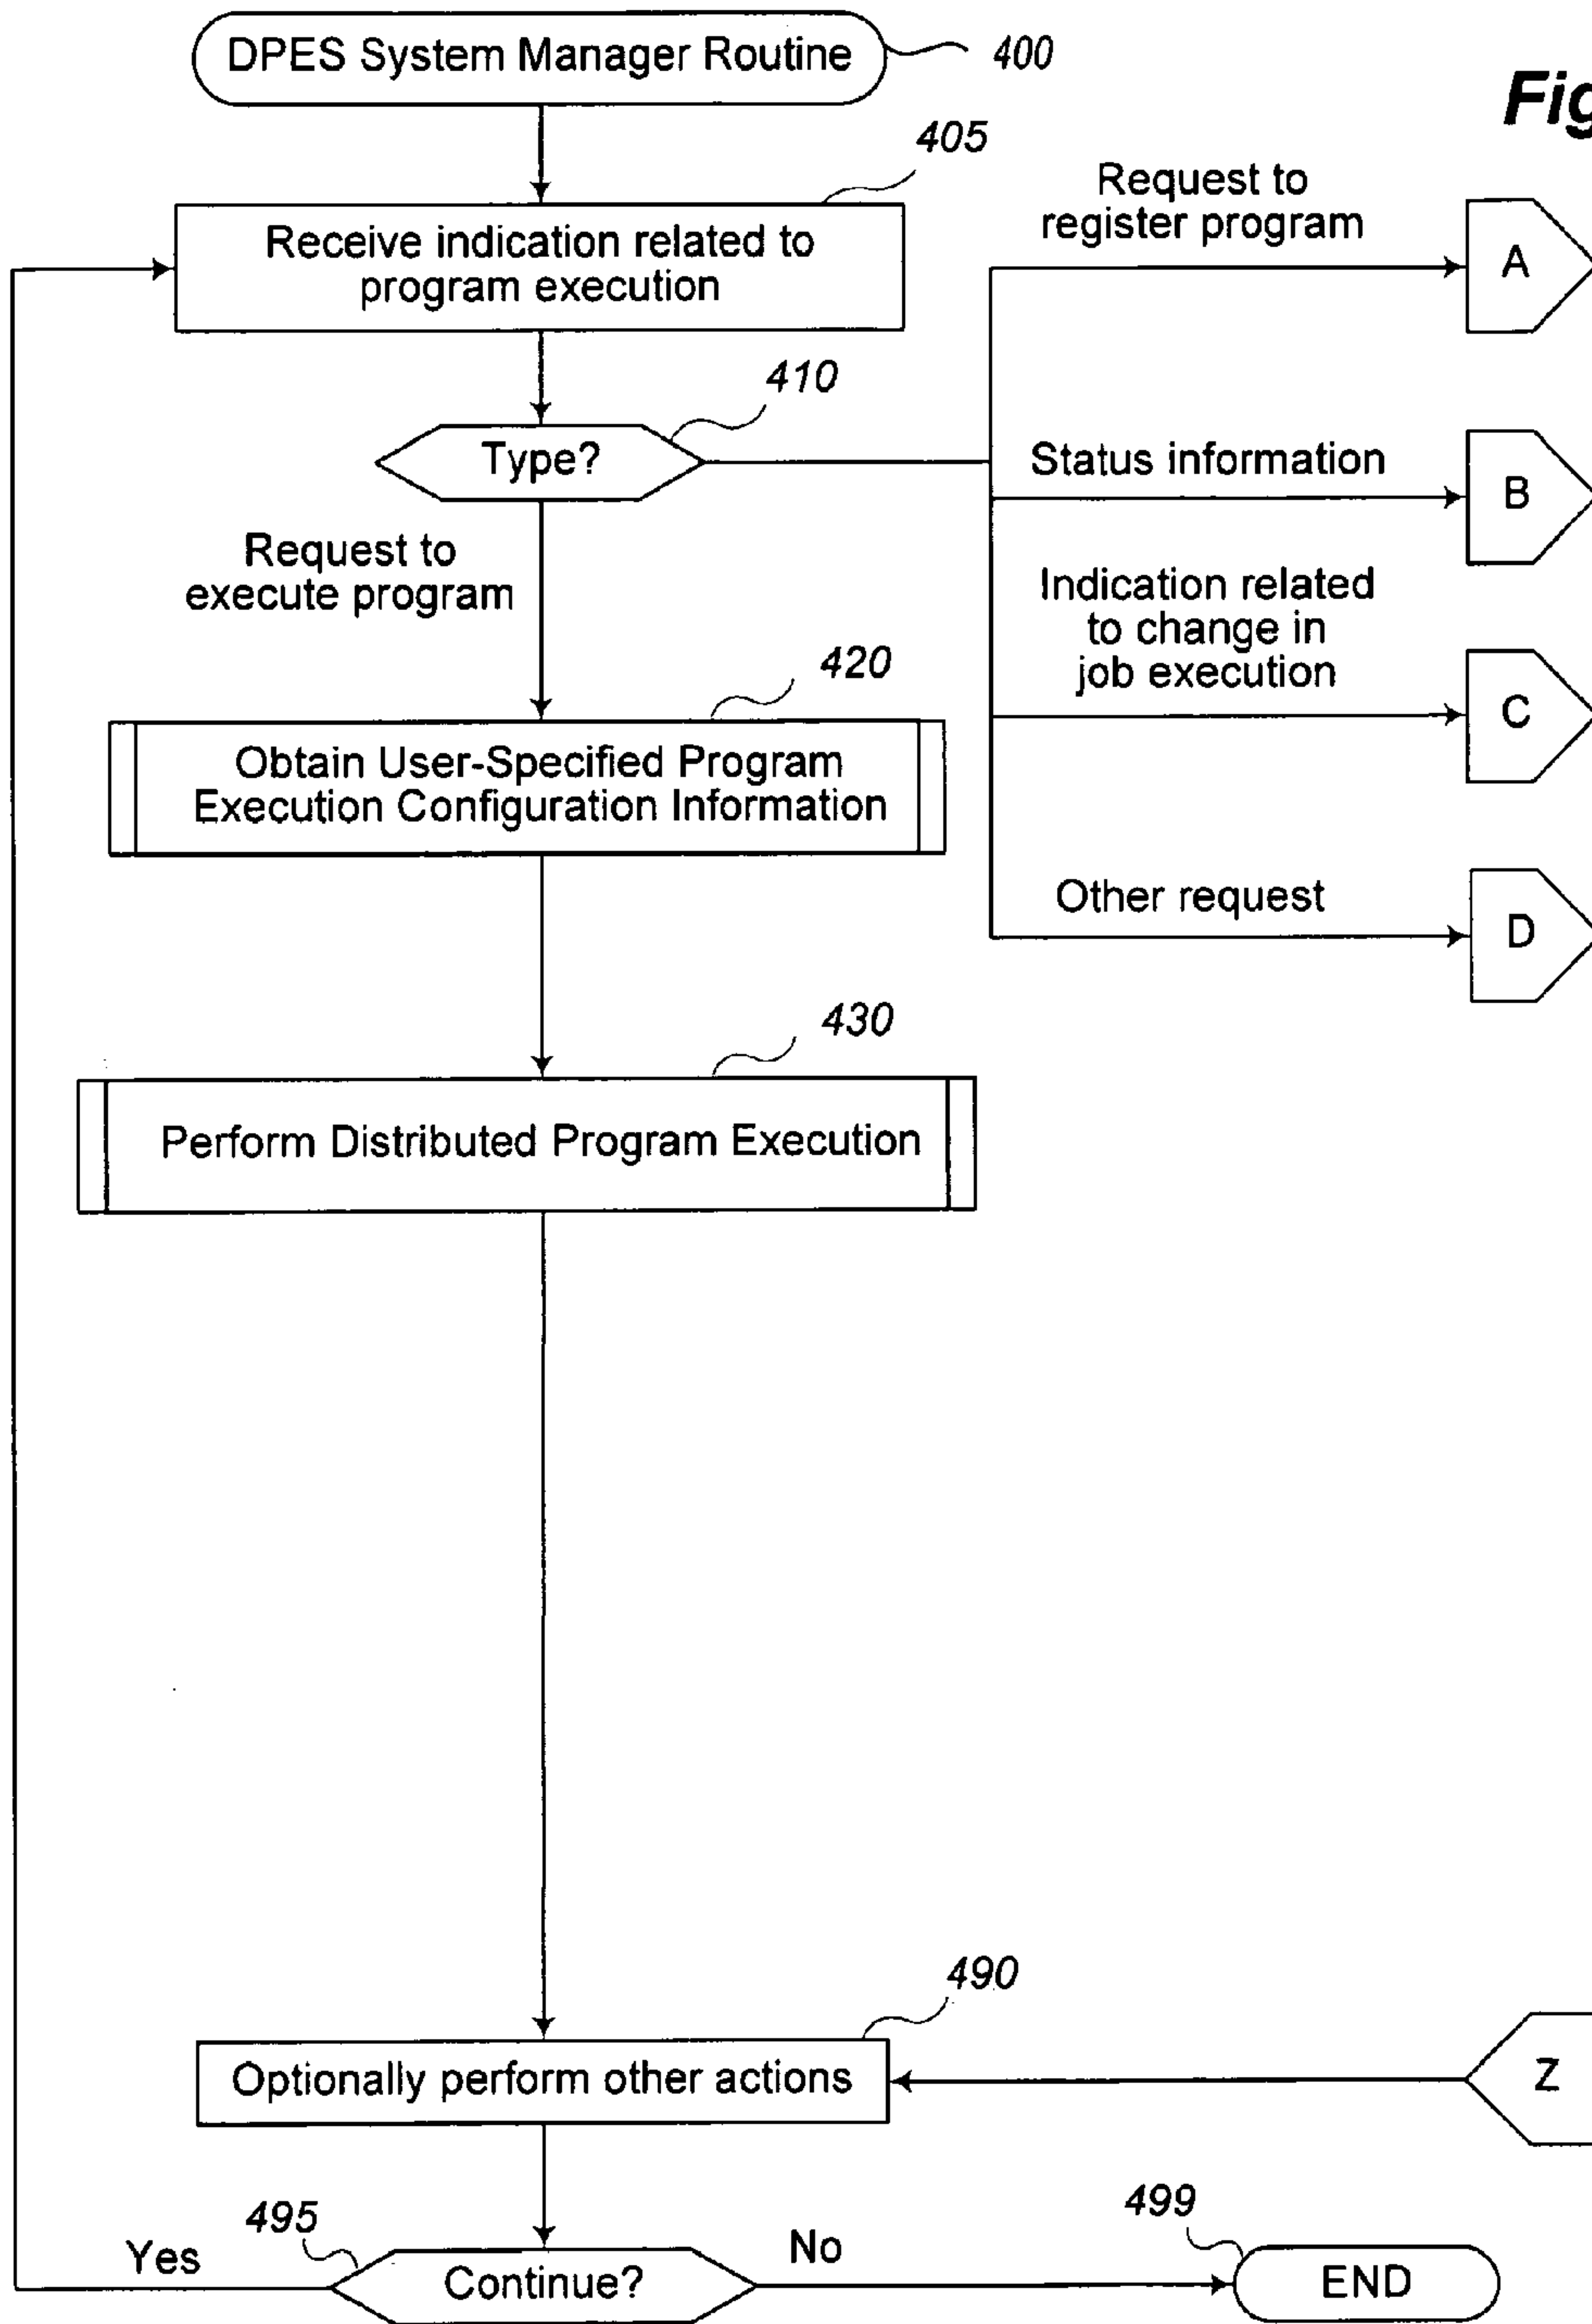 DPES System Manager Routine
400
Fig
405
Receive indication related to
program execution
Request to
register program
A
410
Type?
Status information
B
Request to
execute program
Indication related
to change in
job execution
C
420
Obtain User-Specified Program
Execution Configuration Information
Other request
D
430
Perform Distributed Program Execution
490
Optionally perform other actions
Z
495
Yes
Continue?
No
499
END